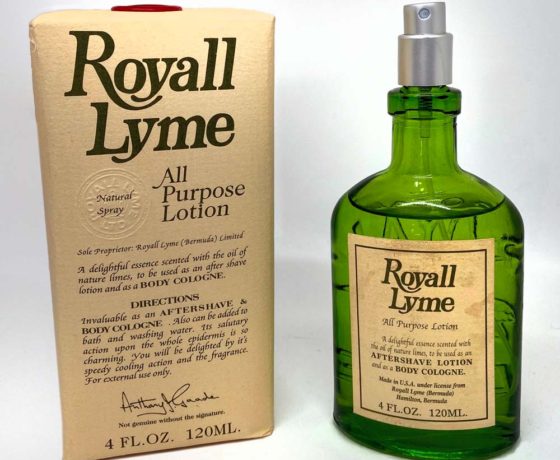 Royall
Lyme
Natural
Spray
All
Purpose
Lotion
Sole Proprietor: Royall Lyme (Bermuda) Limited
A delightful essence scented with the oil of
nature limes, to be used as an after shave
lotion and as a BODY COLOGNE.
DIRECTIONS
Invaluable as an AFTERSHAVE &
BODY COLOGNE . Also can be added to
bath and washing water. Its salutary
action upon the whole epidermis is so
charming. You will be delighted by it's
speedy cooling action and the fragrance.
For external use only.
Not genuine without the signature.
4 FL.OZ. 120ML.
Royall
Lyme
All Purpose Lotion
A delightful essence scented with
the oil of nature limes, to be used as an
AFTERSHAVE LOTION
and as a BODY COLOGNE.
Made in U.S.A. under license from
Royall Lyme (Bermuda)
Hamilton, Bermuda
4 FL.OZ. 120ML.